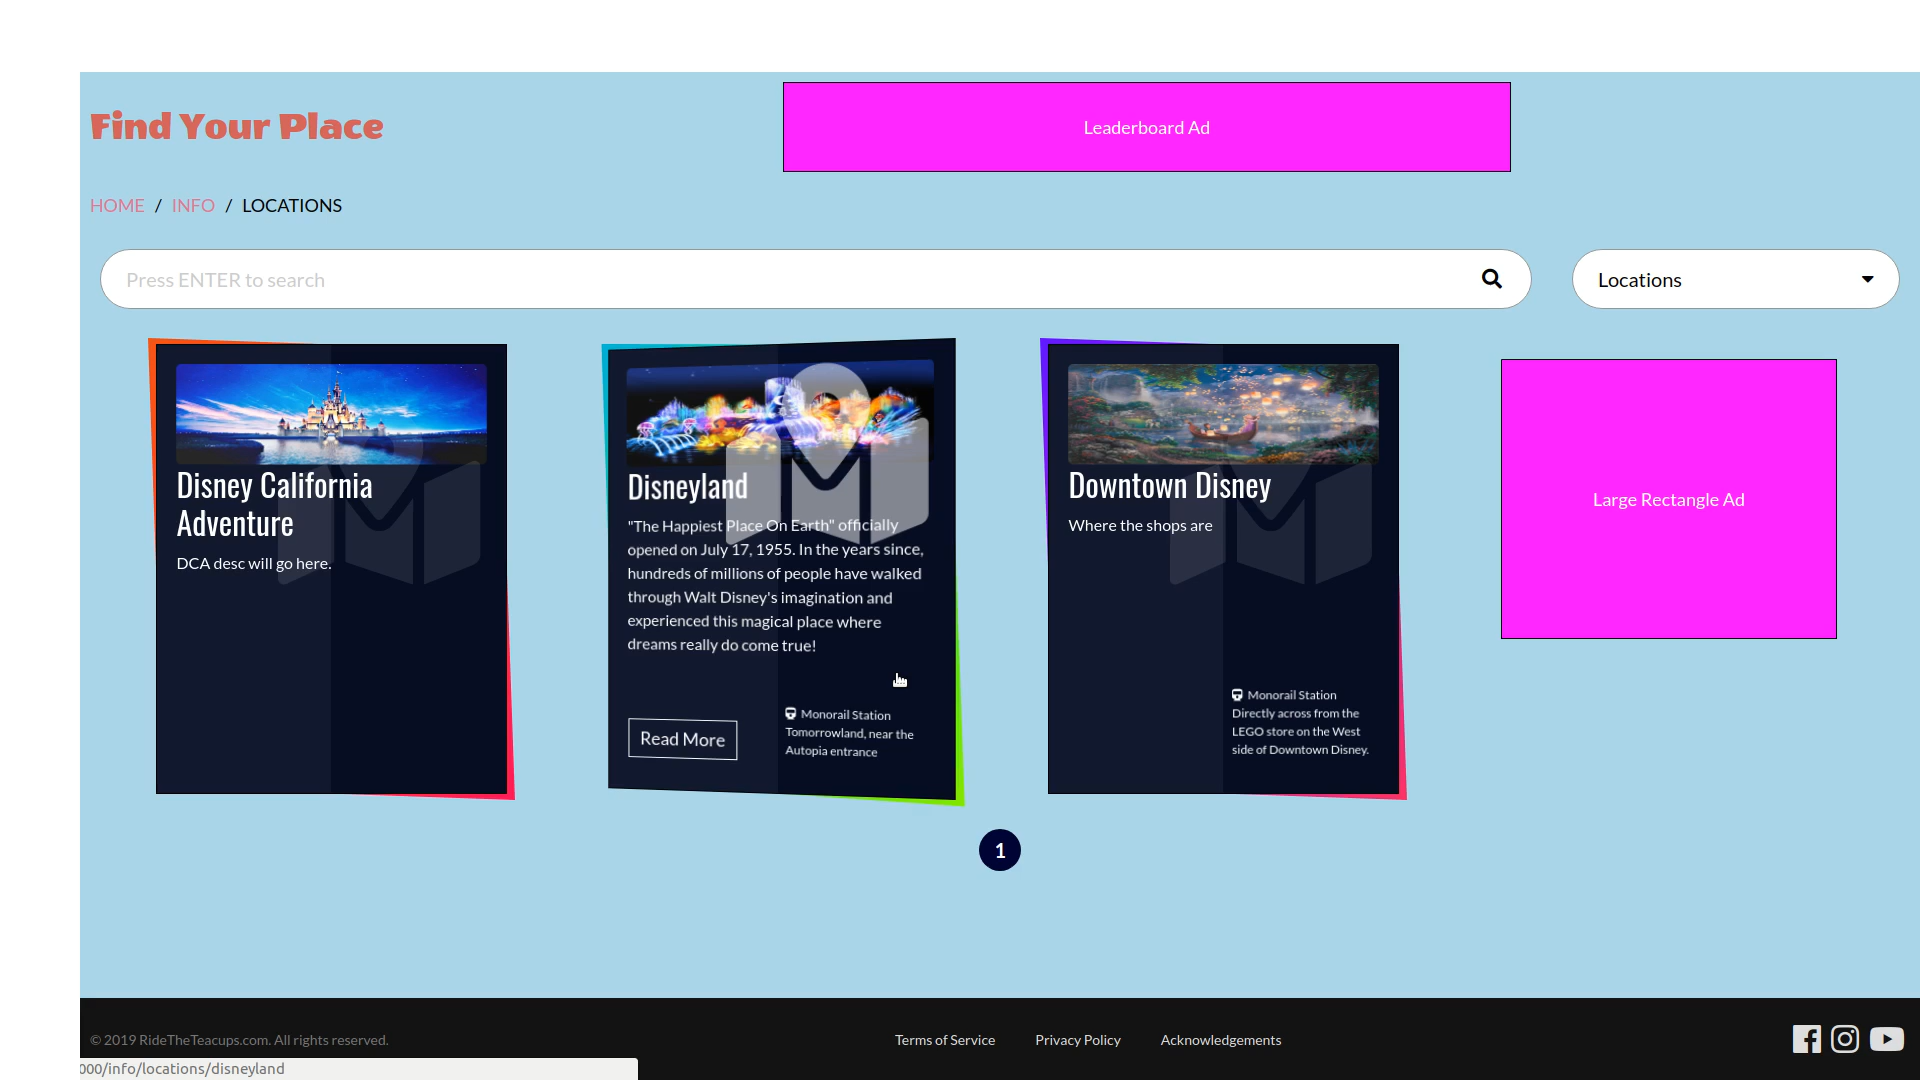 Find Your Place
Leaderboard Ad
HOME / INFO / LOCATIONS
Press ENTER to search
Locations
Disney California
Adventure
DCA desc will go here.
Disneyland
"The Happiest Place On Earth" officially
opened on July 17, 1955. In the years since,
hundreds of millions of people have walked
through Walt Disney's imagination and
experienced this magical place where
dreams really do come true!
Read More
Monorail Station
Tomorrowland, near the
Autopia entrance
Downtown Disney
Where the shops are
Monorail Station
Directly across from the
LEGO store on the West
side of Downtown Disney.
Large Rectangle Ad
1
© 2019 RideTheTeacups.com. All rights reserved.
Terms of Service
Privacy Policy
Acknowledgements
000/info/locations/disneyland